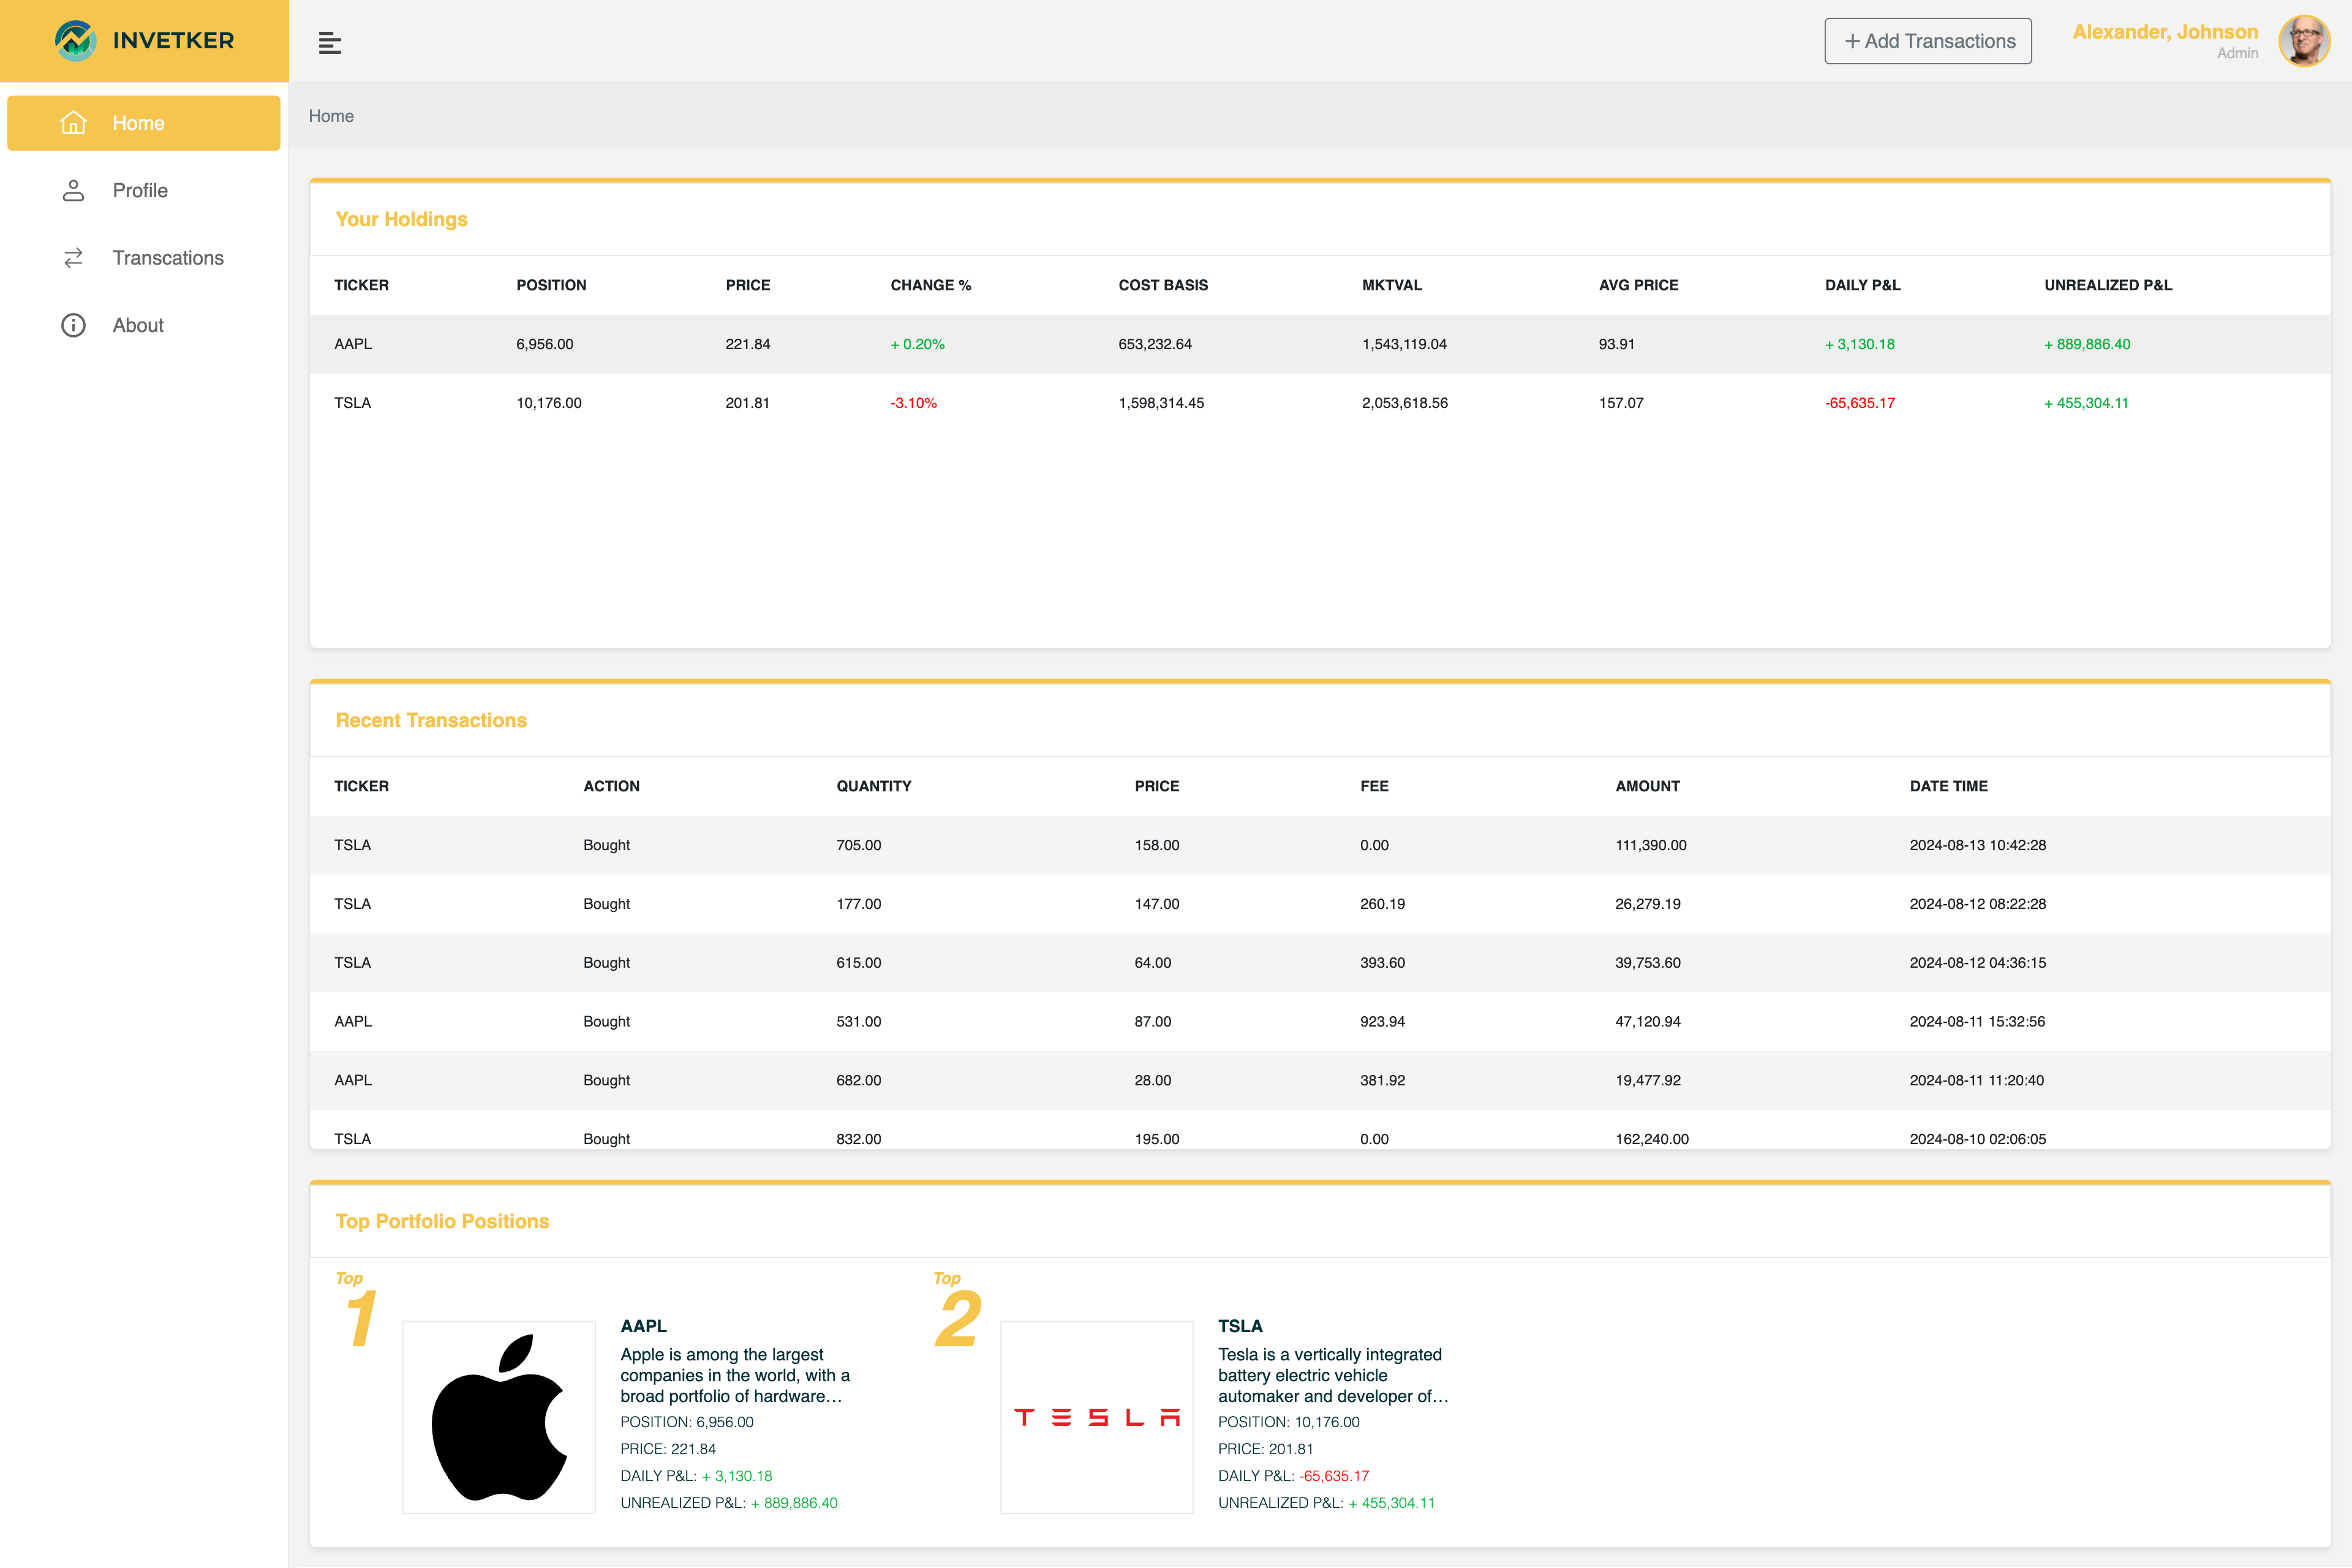 INVETKER
Add Transactions
Alexander, Johnson
Admin
Home
Profile
Transcations
About
Home
Your Holdings
TICKER POSITION PRICE CHANGE % COST BASIS MKTVAL AVG PRICE DAILY P&L UNREALIZED P&L
AAPL 6,956.00 221.84 + 0.20% 653,232.64 1,543,119.04 93.91 + 3,130.18 + 889,886.40
TSLA 10,176.00 201.81 -3.10% 1,598,314.45 2,053,618.56 157.07 -65,635.17 + 455,304.11
Recent Transactions
TICKER ACTION QUANTITY PRICE FEE AMOUNT DATE TIME
TSLA Bought 705.00 158.00 0.00 111,390.00 2024-08-13 10:42:28
TSLA Bought 177.00 147.00 260.19 26,279.19 2024-08-12 08:22:28
TSLA Bought 615.00 64.00 393.60 39,753.60 2024-08-12 04:36:15
AAPL Bought 531.00 87.00 923.94 47,120.94 2024-08-11 15:32:56
AAPL Bought 682.00 28.00 381.92 19,477.92 2024-08-11 11:20:40
TSLA Bought 832.00 195.00 0.00 162,240.00 2024-08-10 02:06:05
Top Portfolio Positions
Top
1
AAPL
Apple is among the largest
companies in the world, with a
broad portfolio of hardware…
POSITION: 6,956.00
PRICE: 221.84
DAILY P&L: + 3,130.18
UNREALIZED P&L: + 889,886.40
Top
2
TESLA
TSLA
Tesla is a vertically integrated
battery electric vehicle
automaker and developer of…
POSITION: 10,176.00
PRICE: 201.81
DAILY P&L: -65,635.17
UNREALIZED P&L: + 455,304.11